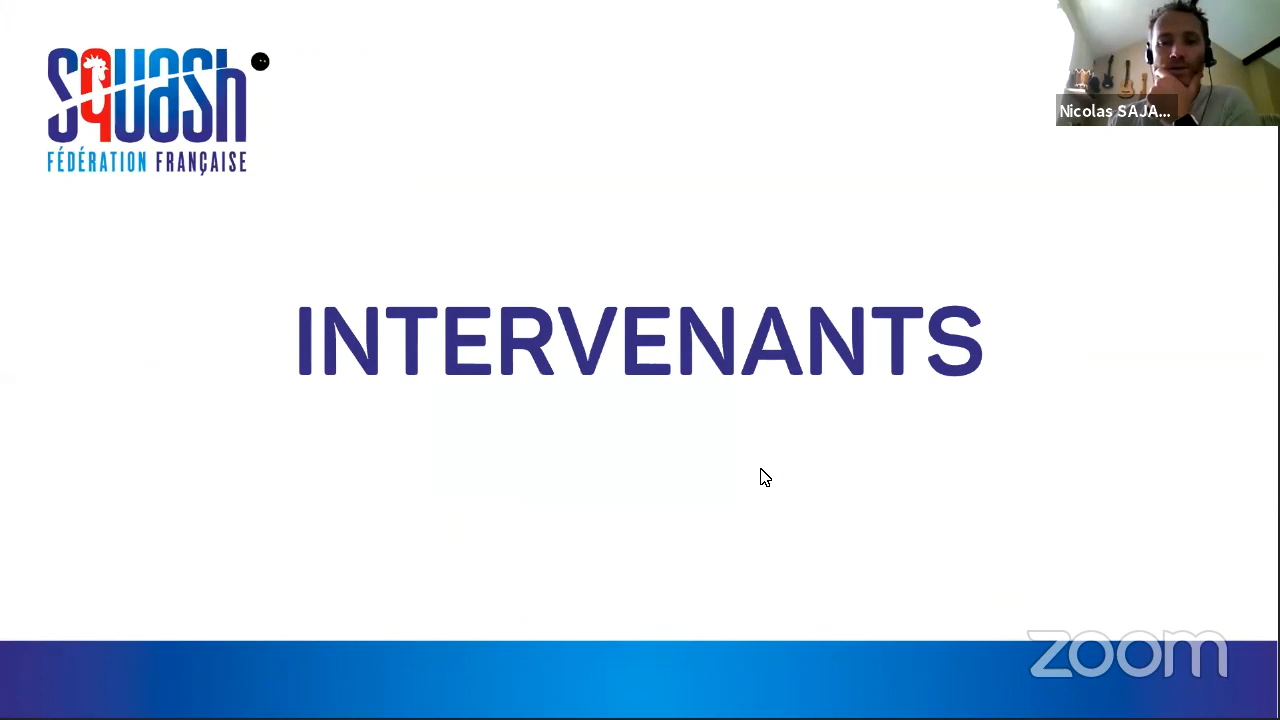 Squash
FÉDÉRATION FRANÇAISE
Nicolas SAJA...
INTERVENANTS
zoom